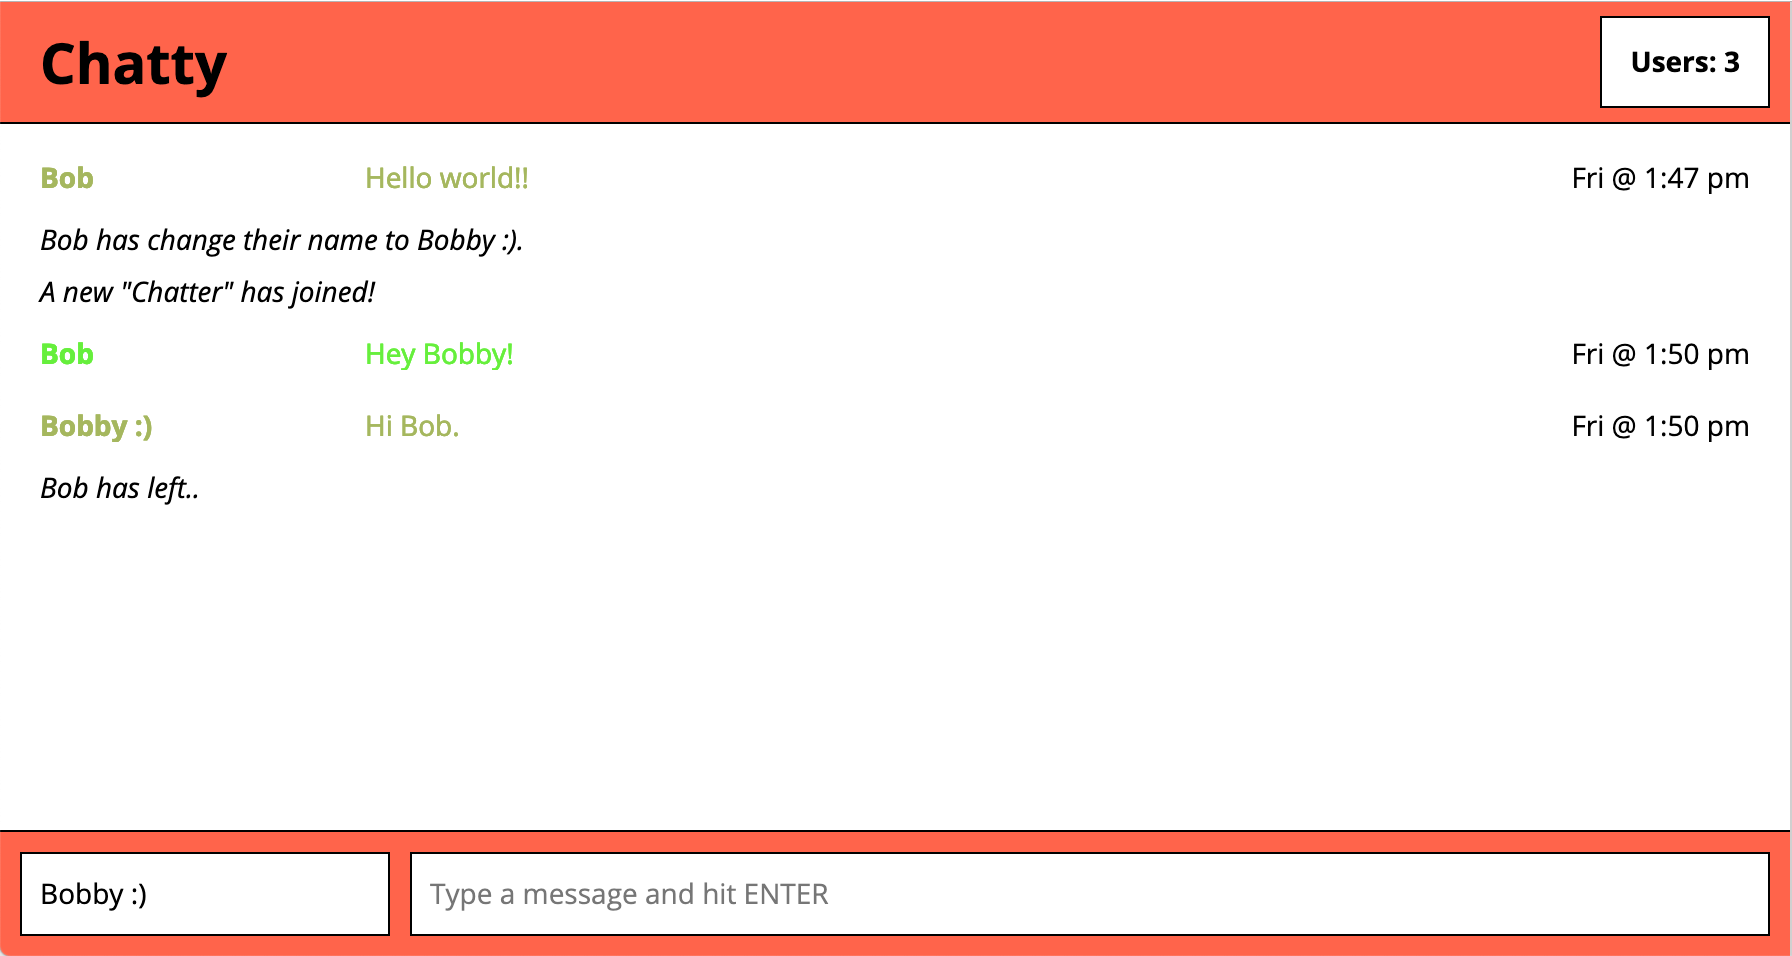 Chatty
Users: 3
Bob Hello world!! Fri @ 1:47 pm
Bob has change their name to Bobby :).
A new "Chatter" has joined!
Bob Hey Bobby! Fri @ 1:50 pm
Bobby :) Hi Bob. Fri @ 1:50 pm
Bob has left..
Bobby :) Type a message and hit ENTER